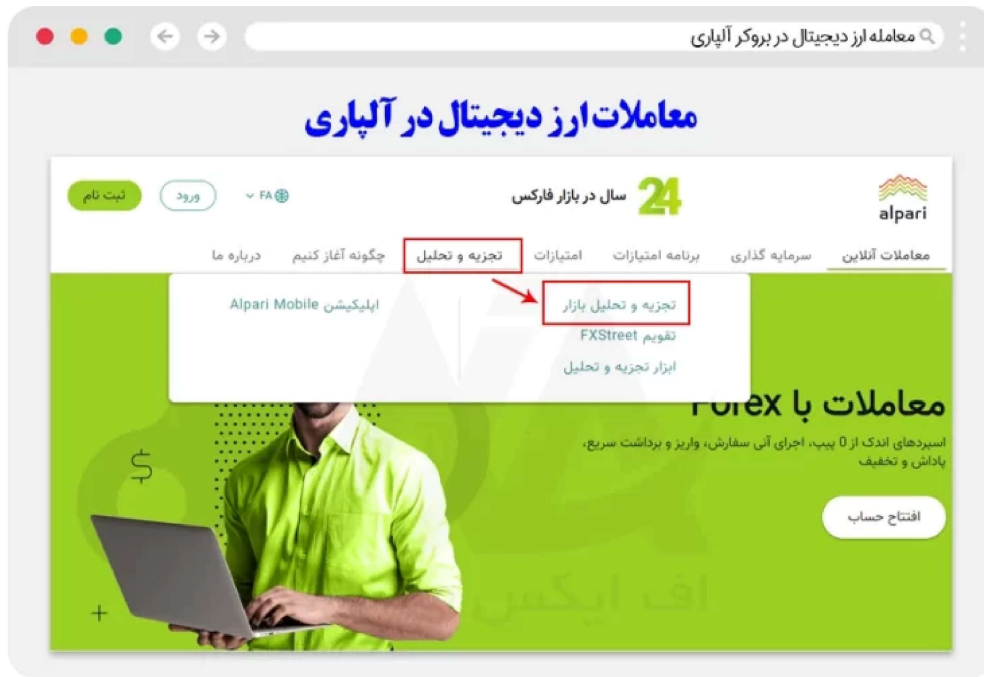 معامله ارز دیجیتال در بروکر آلپاری
معاملات ارز دیجیتال در آلپاری
alpari
24 سال در بازار فارکس
FA
ورود
ثبت نام
معاملات آنلاین
سرمایه گذاری
برنامه امتیازات
امتیازات
تجزیه و تحلیل
چگونه آغاز کنیم
درباره ما
تجزیه و تحلیل بازار
تقویم FXStreet
ابزار تجزیه و تحلیل
اپلیکیشن Alpari Mobile
معاملات با Forex
اسپردهای اندک از 0 پیپ، اجرای آنی سفارش، واریز و برداشت سریع،
پاداش و تخفیف
افتتاح حساب
اف ایکس